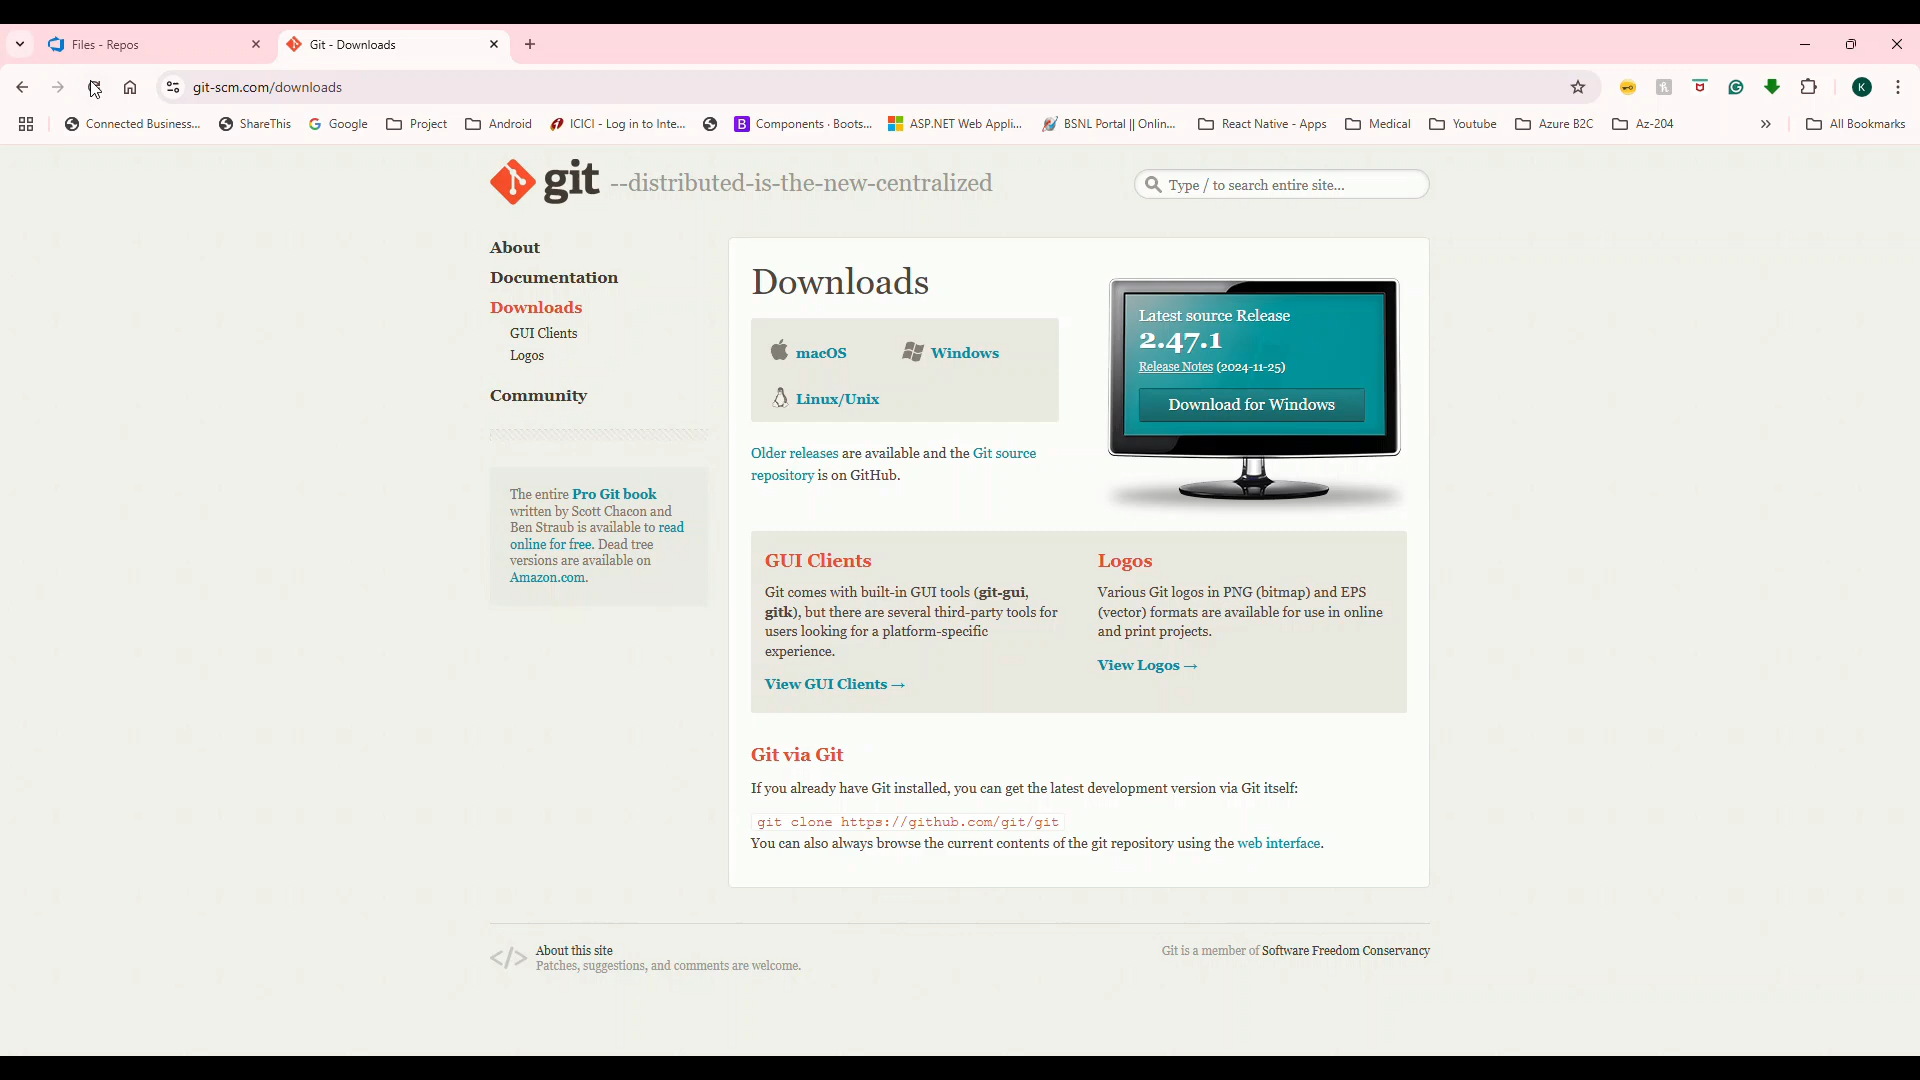 Files - Repos
Git - Downloads
git-scm.com/downloads
K
Connected Business...
ShareThis
Google
Project
Android
ICICI - Log in to Inte...
B
Components · Boots...
ASP.NET Web Appli...
BSNL Portal || Onlin...
React Native - Apps
Medical
Youtube
Azure B2C
Az-204
All Bookmarks
git --distributed-is-the-new-centralized
Type / to search entire site...
About
Documentation
Downloads
GUI Clients
Logos
Community
The entire Pro Git book
written by Scott Chacon and
Ben Straub is available to read
online for free. Dead tree
versions are available on
Amazon.com.
Downloads
macOS
Windows
Linux/Unix
Older releases are available and the Git source
repository is on GitHub.
Latest source Release
2.47.1
Release Notes (2024-11-25)
Download for Windows
GUI Clients
Git comes with built-in GUI tools (git-gui,
gitk), but there are several third-party tools for
users looking for a platform-specific
experience.
View GUI Clients →
Logos
Various Git logos in PNG (bitmap) and EPS
(vector) formats are available for use in online
and print projects.
View Logos →
Git via Git
If you already have Git installed, you can get the latest development version via Git itself:
git clone https://github.com/git/git
You can also always browse the current contents of the git repository using the web interface.
</> About this site
Patches, suggestions, and comments are welcome.
Git is a member of Software Freedom Conservancy